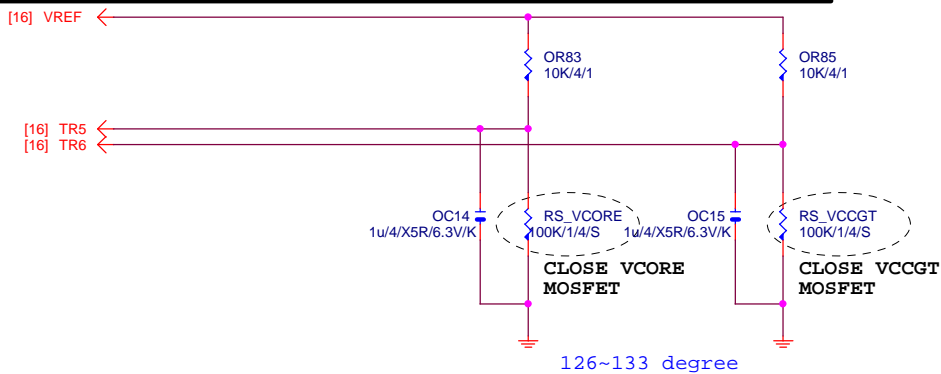 [16] VREF
OR83
10K/4/1
OR85
10K/4/1
[16] TR5
[16] TR6
OC14
1u/4/X5R/6.3V/K
RS_VCORE
100K/1/4/S
OC15
1u/4/X5R/6.3V/K
RS_VCCGT
100K/1/4/S
CLOSE VCORE
MOSFET
CLOSE VCCGT
MOSFET
126~133 degree